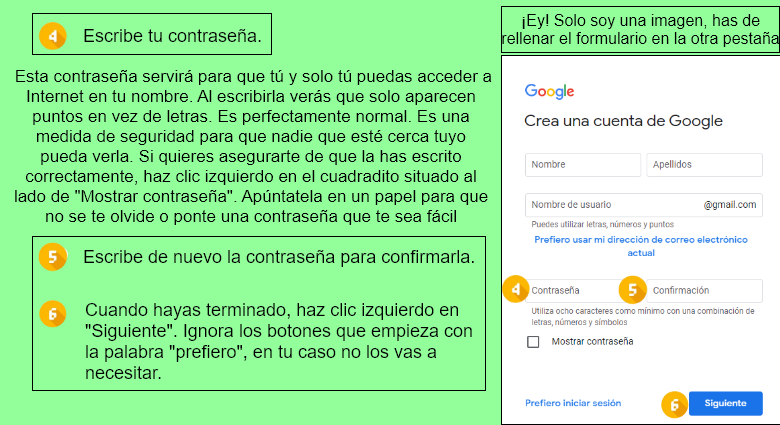 4 Escribe tu contraseña.
Esta contraseña servirá para que tú y solo tú puedas acceder a
Internet en tu nombre. Al escribirla verás que solo aparecen
puntos en vez de letras. Es perfectamente normal. Es una
medida de seguridad para que nadie que esté cerca tuyo
pueda verla. Si quieres asegurarte de que la has escrito
correctamente, haz clic izquierdo en el cuadradito situado al
lado de "Mostrar contraseña". Apúntatela en un papel para que
no se te olvide o ponte una contraseña que te sea fácil
5 Escribe de nuevo la contraseña para confirmarla.
6 Cuando hayas terminado, haz clic izquierdo en
"Siguiente". Ignora los botones que empieza con
la palabra "prefiero", en tu caso no los vas a
necesitar.
¡Ey! Solo soy una imagen, has de
rellenar el formulario en la otra pestaña
Google
Crea una cuenta de Google
Nombre Apellidos
Nombre de usuario @gmail.com
Puedes utilizar letras, números y puntos
Prefiero usar mi dirección de correo electrónico
actual
4 Contraseña 5 Confirmación
Utiliza ocho caracteres como mínimo con una combinación de
letras, números y símbolos
Mostrar contraseña
Prefiero iniciar sesión 6 Siguiente